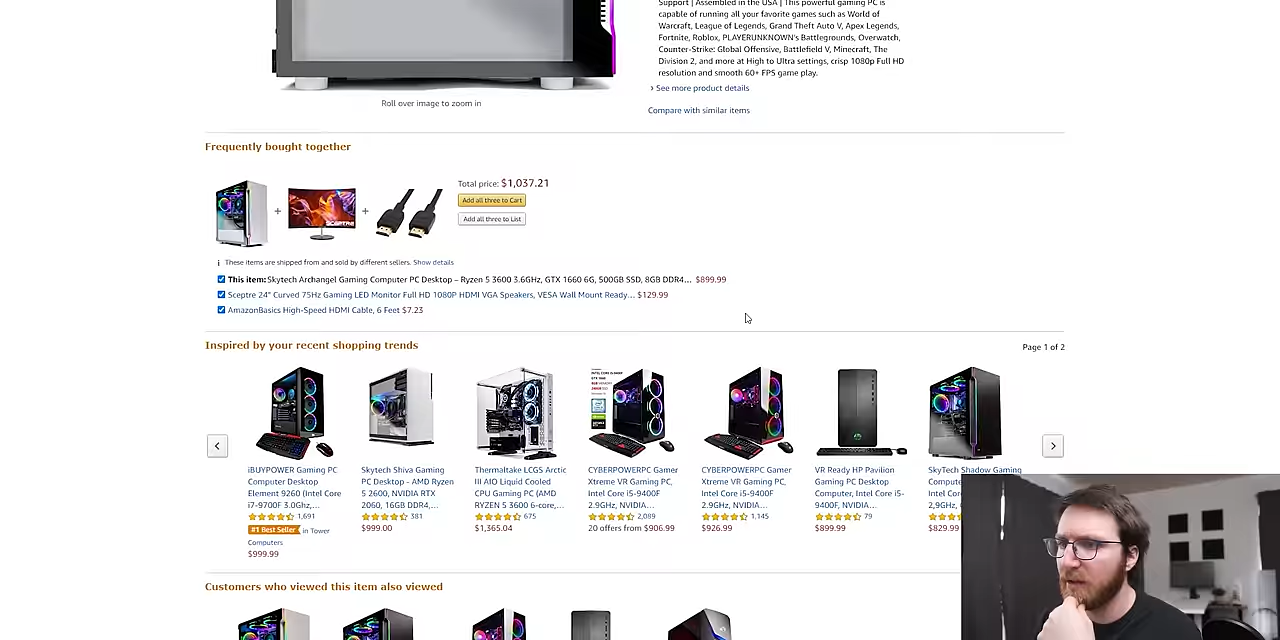 Support | Assembled in the USA | This powerful gaming PC is
capable of running all your favorite games such as World of
Warcraft, League of Legends, Grand Theft Auto V, Apex Legends,
Fortnite, Roblox, PLAYERUNKNOWN's Battlegrounds, Overwatch,
Counter-Strike: Global Offensive, Battlefield V, Minecraft, The
Division 2, and more at High to Ultra settings, crisp 1080p Full HD
resolution and smooth 60+ FPS game play.
› See more product details
Roll over image to zoom in
Compare with similar items
Frequently bought together
Total price: $1,037.21
Add all three to Cart
Add all three to List
SCEPTRE
i These items are shipped from and sold by different sellers. Show details
This item: Skytech Archangel Gaming Computer PC Desktop – Ryzen 5 3600 3.6GHz, GTX 1660 6G, 500GB SSD, 8GB DDR4... $899.99
Sceptre 24" Curved 75Hz Gaming LED Monitor Full HD 1080P HDMI VGA Speakers, VESA Wall Mount Ready... $129.99
AmazonBasics High-Speed HDMI Cable, 6 Feet $7.23
Inspired by your recent shopping trends
Page 1 of 2
iBUYPOWER Gaming PC
Computer Desktop
Element 9260 (Intel Core
i7-9700F 3.0Ghz,...
1,691
#1 Best Seller in Tower
Computers
$999.99
Skytech Shiva Gaming
PC Desktop - AMD Ryzen
5 2600, NVIDIA RTX
2060, 16GB DDR4,...
381
$999.00
Thermaltake LCGS Arctic
III AIO Liquid Cooled
CPU Gaming PC (AMD
RYZEN 5 3600 6-core,...
675
$1,365.04
CYBERPOWERPC Gamer
Xtreme VR Gaming PC,
Intel Core i5-9400F
2.9GHz, NVIDIA...
2,089
20 offers from $906.99
CYBERPOWERPC Gamer
Xtreme VR Gaming PC,
Intel Core i5-9400F
2.9GHz, NVIDIA...
1,145
$926.99
VR Ready HP Pavilion
Gaming PC Desktop
Computer, Intel Core i5-
9400F, NVIDIA...
79
$899.99
SkyTech Shadow Gaming
$829.99
Customers who viewed this item also viewed